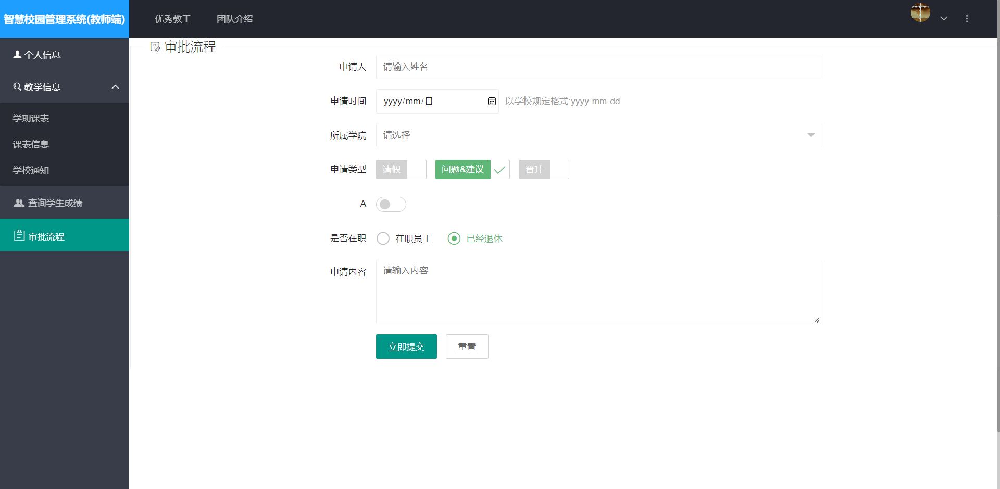 智慧校园管理系统(教师端)
优秀教工
团队介绍
个人信息
教学信息
学期课表
课表信息
学校通知
查询学生成绩
审批流程
审批流程
申请人
请输入姓名
申请时间
yyyy/mm/日
以学校规定格式:yyyy-mm-dd
所属学院
请选择
申请类型
请假
问题&建议
晋升
A
是否在职
在职员工
已经退休
申请内容
请输入内容
立即提交
重置